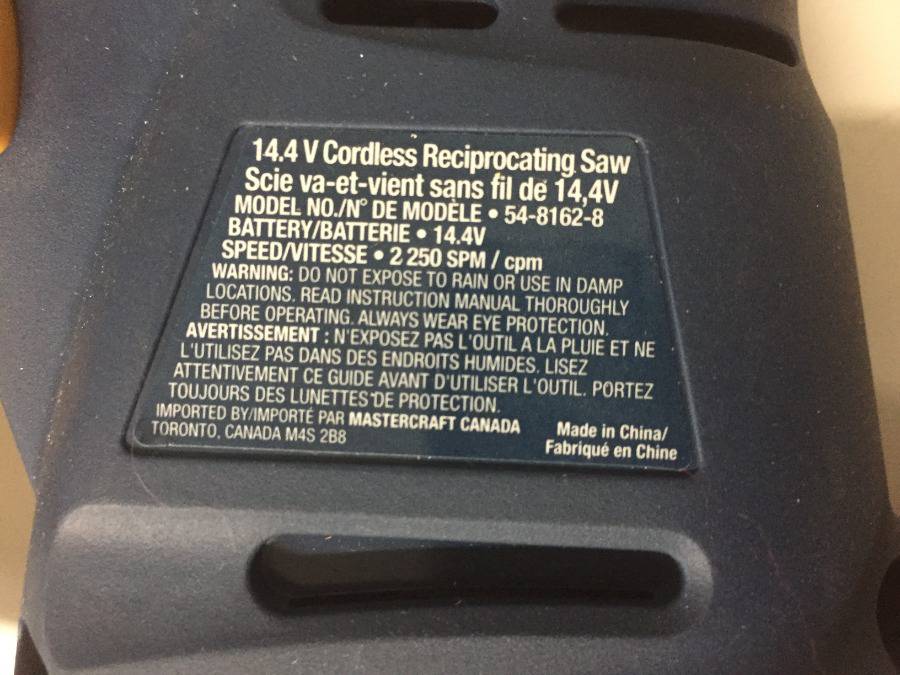 14.4 V Cordless Reciprocating Saw
Scie va-et-vient sans fil de 14,4V
MODEL NO./N° DE MODÈLE • 54-8162-8
BATTERY/BATTERIE • 14.4V
SPEED/VITESSE • 2 250 SPM / cpm
WARNING: DO NOT EXPOSE TO RAIN OR USE IN DAMP
LOCATIONS. READ INSTRUCTION MANUAL THOROUGHLY
BEFORE OPERATING. ALWAYS WEAR EYE PROTECTION.
AVERTISSEMENT : N'EXPOSEZ PAS L'OUTIL A LA PLUIE ET NE
L'UTILISEZ PAS DANS DES ENDROITS HUMIDES. LISEZ
ATTENTIVEMENT CE GUIDE AVANT D'UTILISER L'OUTIL. PORTEZ
TOUJOURS DES LUNETTES DE PROTECTION.
IMPORTED BY/IMPORTÉ PAR MASTERCRAFT CANADA
TORONTO, CANADA M4S 2B8
Made in China/
Fabriqué en Chine